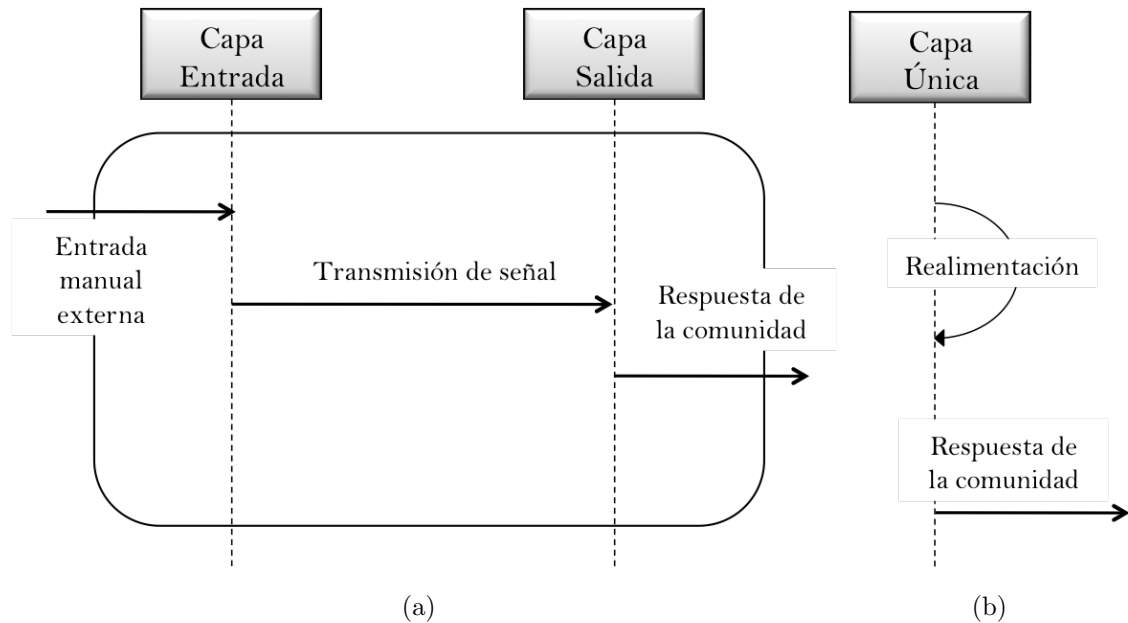 Capa
Entrada
Capa
Salida
Capa
Única
Entrada
manual
externa
Transmisión de señal
Respuesta de
la comunidad
Realimentación
Respuesta de
la comunidad
(a)
(b)